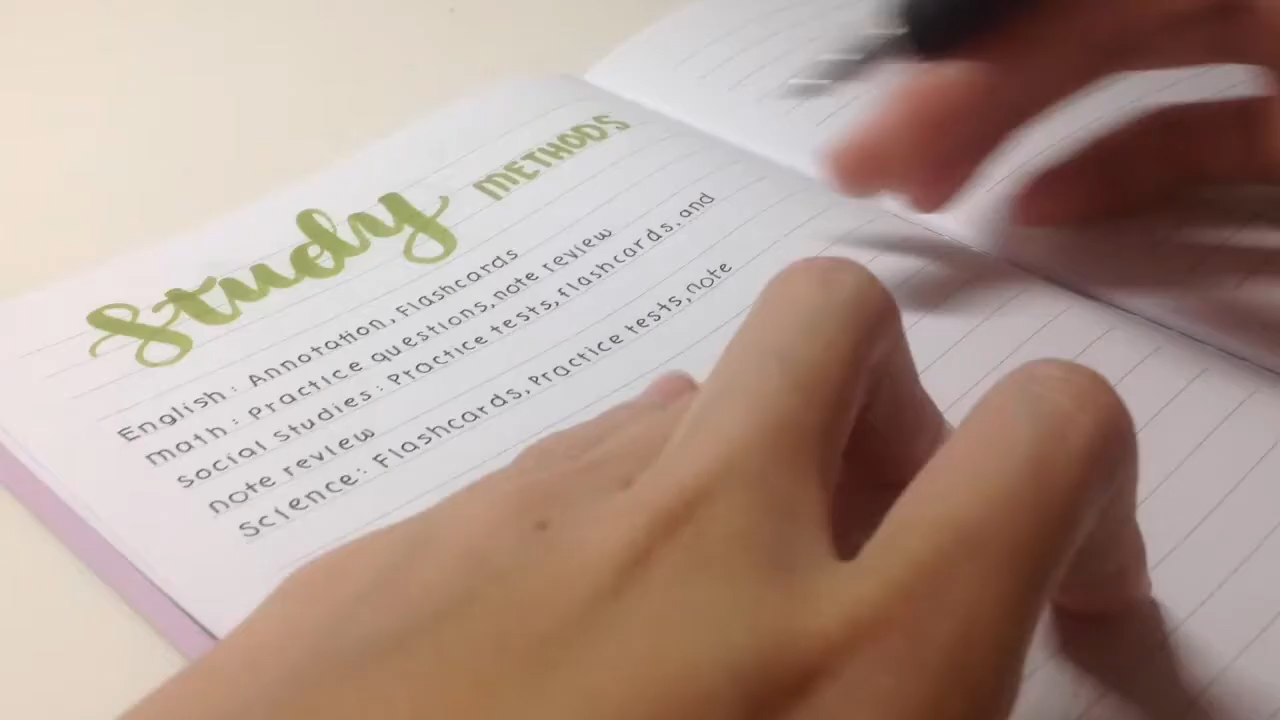 Study METHODS
English: Annotation, Flashcards
math: Practice questions, note review
social studies: Practice tests, flashcards, and
note review
Science: Flashcards, Practice tests, note